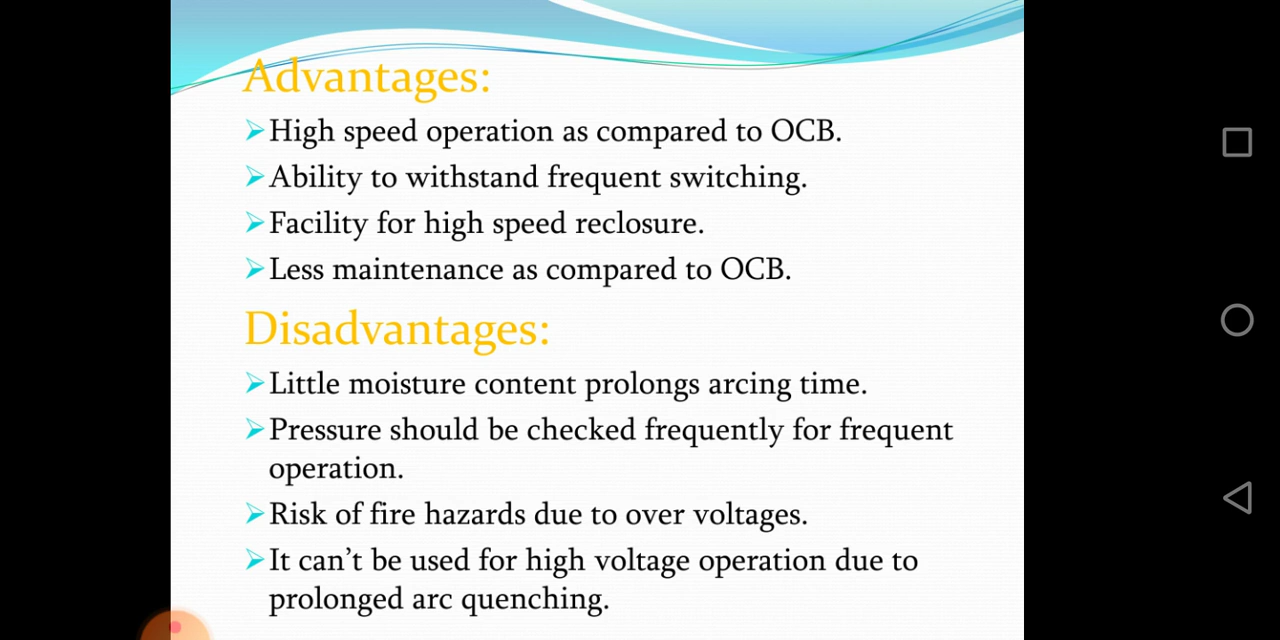 Advantages:
➢High speed operation as compared to OCB.
➢Ability to withstand frequent switching.
➢Facility for high speed reclosure.
➢Less maintenance as compared to OCB.
Disadvantages:
➢Little moisture content prolongs arcing time.
➢Pressure should be checked frequently for frequent
operation.
➢Risk of fire hazards due to over voltages.
➢It can’t be used for high voltage operation due to
prolonged arc quenching.